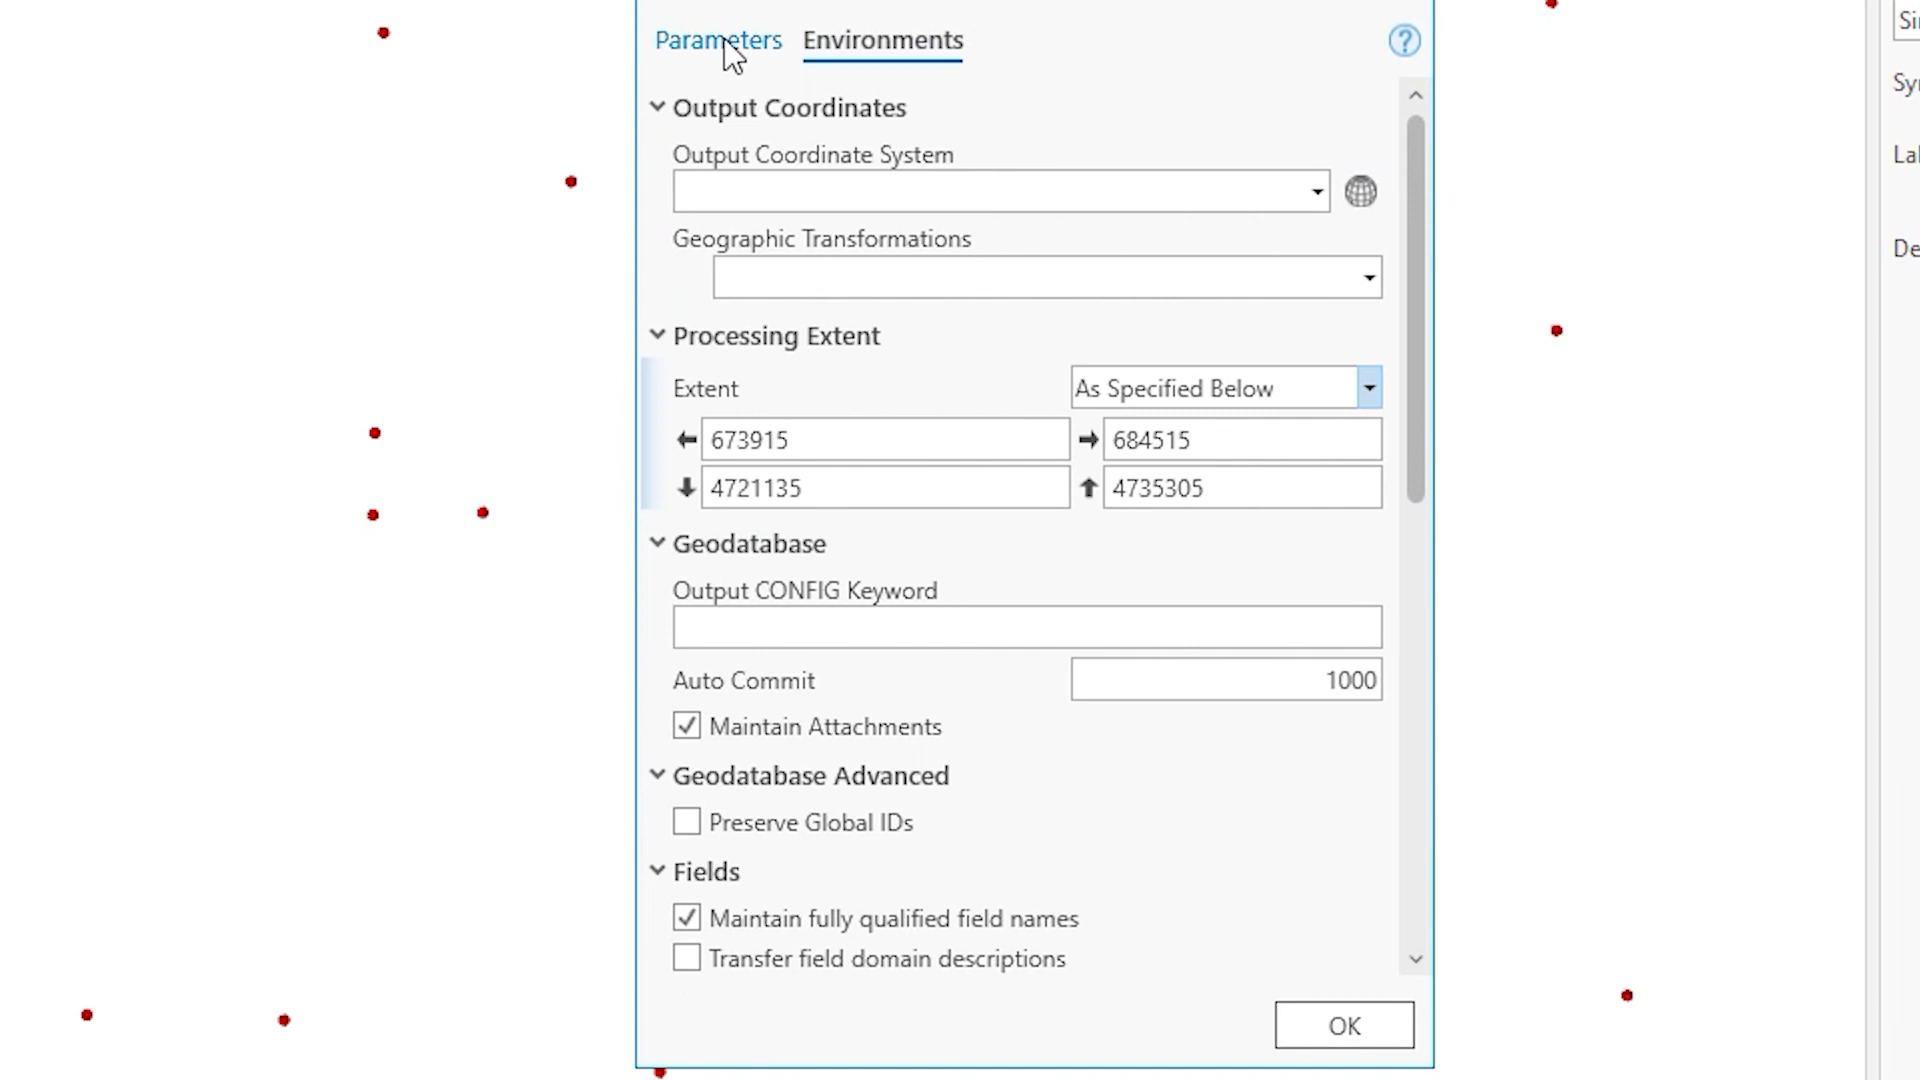 Parameters Environments
Output Coordinates
Output Coordinate System
Geographic Transformations
Processing Extent
Extent As Specified Below
673915 684515
4721135 4735305
Geodatabase
Output CONFIG Keyword
Auto Commit 1000
Maintain Attachments
Geodatabase Advanced
Preserve Global IDs
Fields
Maintain fully qualified field names
Transfer field domain descriptions
OK